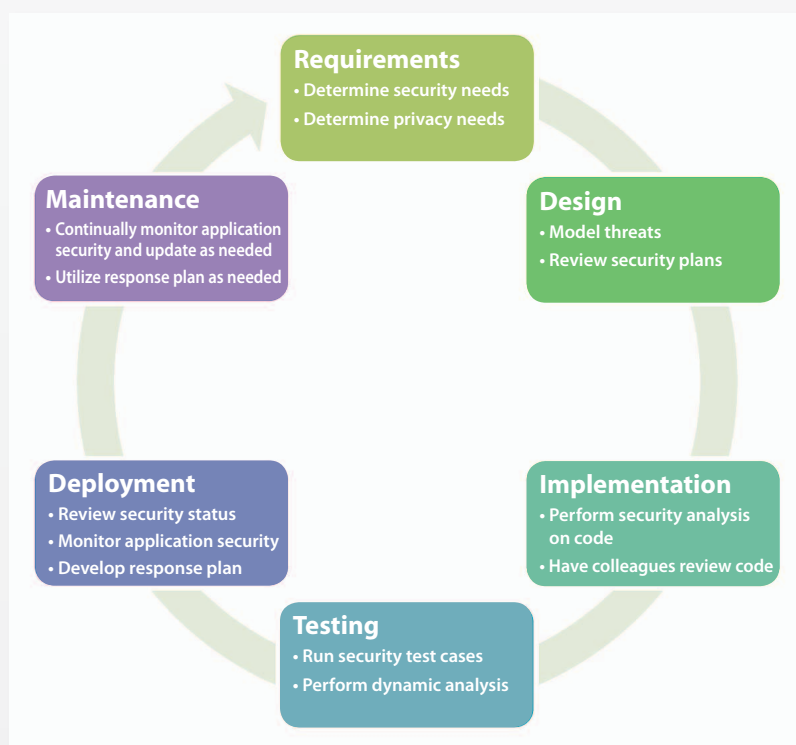 Requirements
• Determine security needs
• Determine privacy needs
Design
• Model threats
• Review security plans
Implementation
• Perform security analysis
on code
• Have colleagues review code
Testing
• Run security test cases
• Perform dynamic analysis
Deployment
• Review security status
• Monitor application security
• Develop response plan
Maintenance
• Continually monitor application
security and update as needed
• Utilize response plan as needed